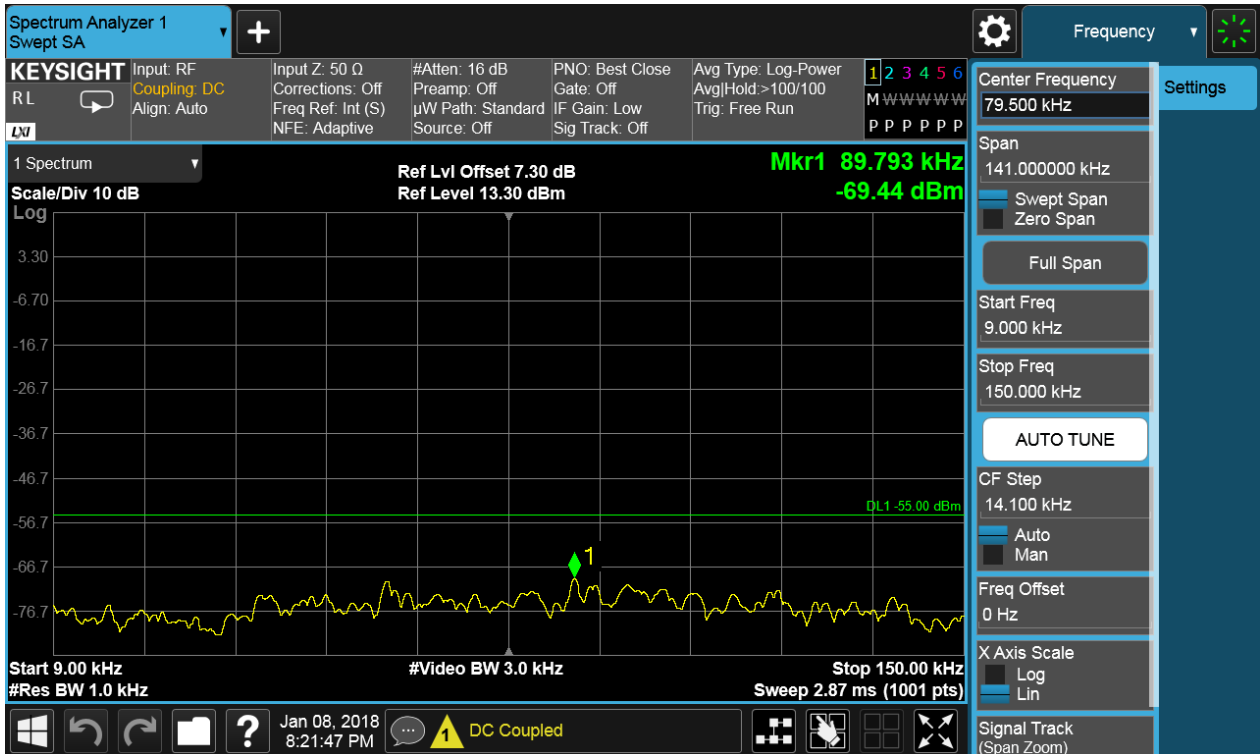 Spectrum Analyzer 1
Swept SA
+
Frequency
KEYSIGHT
RL
LXI
Input: RF
Coupling: DC
Align: Auto
Input Z: 50 Ω
Corrections: Off
Freq Ref: Int (S)
NFE: Adaptive
#Atten: 16 dB
Preamp: Off
µW Path: Standard
Source: Off
PNO: Best Close
Gate: Off
IF Gain: Low
Sig Track: Off
Avg Type: Log-Power
Avg|Hold:>100/100
Trig: Free Run
1 2 3 4 5 6
M W W W W W
P P P P P P
1 Spectrum
Scale/Div 10 dB
Log
Ref Lvl Offset 7.30 dB
Ref Level 13.30 dBm
Mkr1 89.793 kHz
-69.44 dBm
3.30
-6.70
-16.7
-26.7
-36.7
-46.7
-56.7
-66.7
-76.7
DL1 -55.00 dBm
1
Start 9.00 kHz
#Res BW 1.0 kHz
#Video BW 3.0 kHz
Stop 150.00 kHz
Sweep 2.87 ms (1001 pts)
Center Frequency
79.500 kHz
Span
141.000000 kHz
Swept Span
Zero Span
Full Span
Start Freq
9.000 kHz
Stop Freq
150.000 kHz
AUTO TUNE
CF Step
14.100 kHz
Auto
Man
Freq Offset
0 Hz
X Axis Scale
Log
Lin
Signal Track
(Span Zoom)
Settings
?
Jan 08, 2018
8:21:47 PM
1
DC Coupled